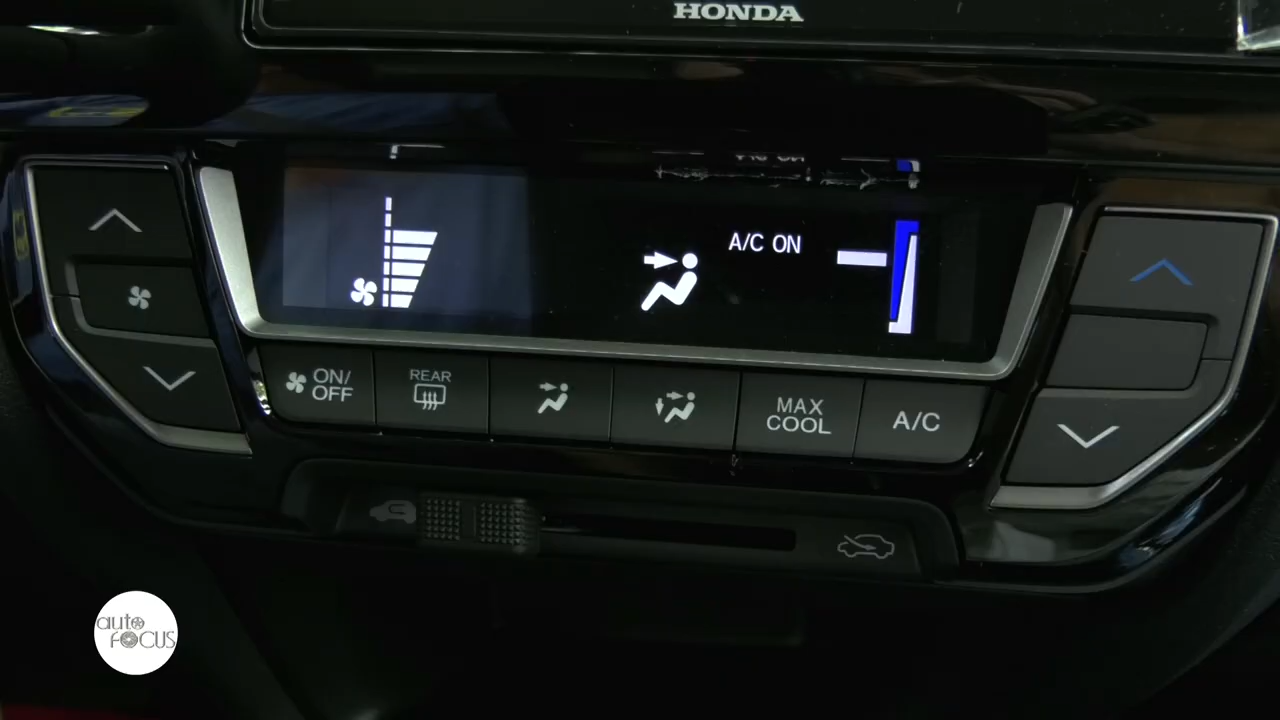 HONDA
A/C ON
ON/
OFF
REAR
MAX
COOL
A/C
auto
FOCUS